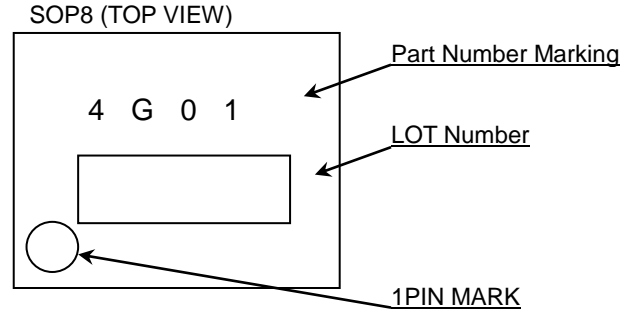 SOP8 (TOP VIEW)
Part Number Marking
4 G 0 1
LOT Number
1PIN MARK